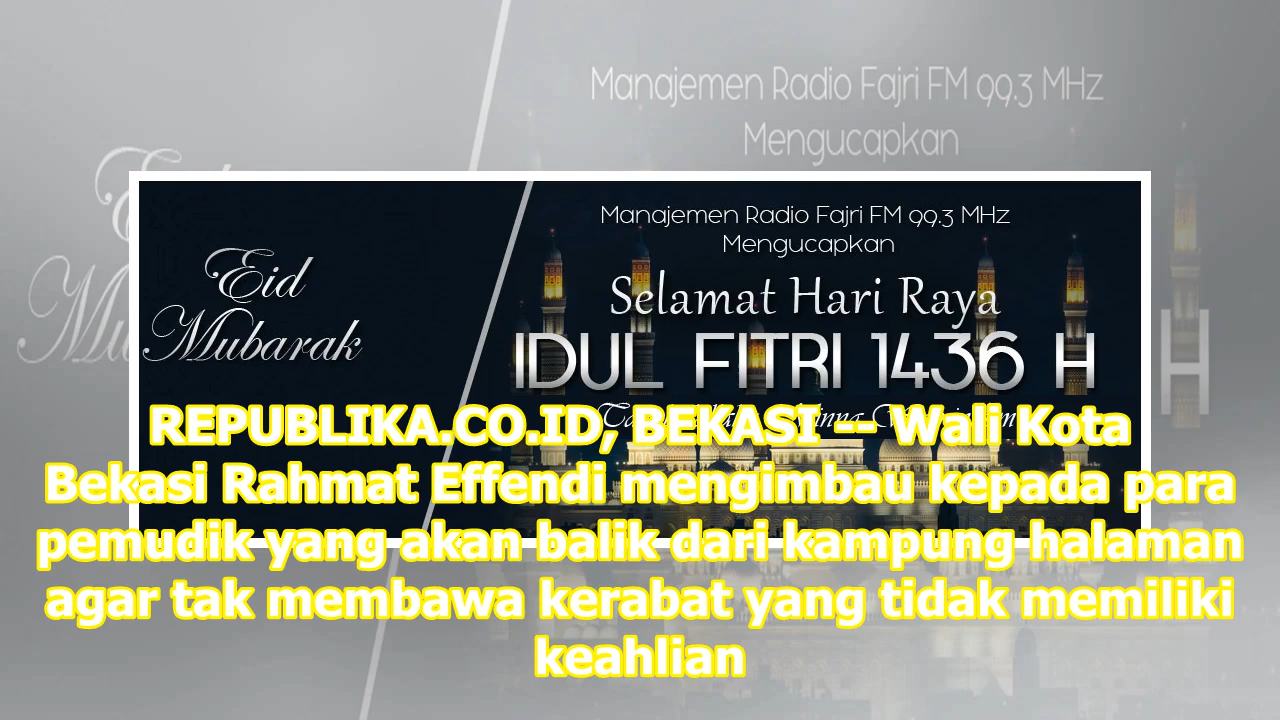 Manajemen Radio Fajri FM 99.3 MHz
Mengucapkan
Eid
Mubarak
Manajemen Radio Fajri FM 99.3 MHz
Mengucapkan
Selamat Hari Raya
IDUL FITRI 1436 H
H
REPUBLIKA.CO.ID, BEKASI -- Wali Kota
Bekasi Rahmat Effendi mengimbau kepada para
pemudik yang akan balik dari kampung halaman
agar tak membawa kerabat yang tidak memiliki
keahlian